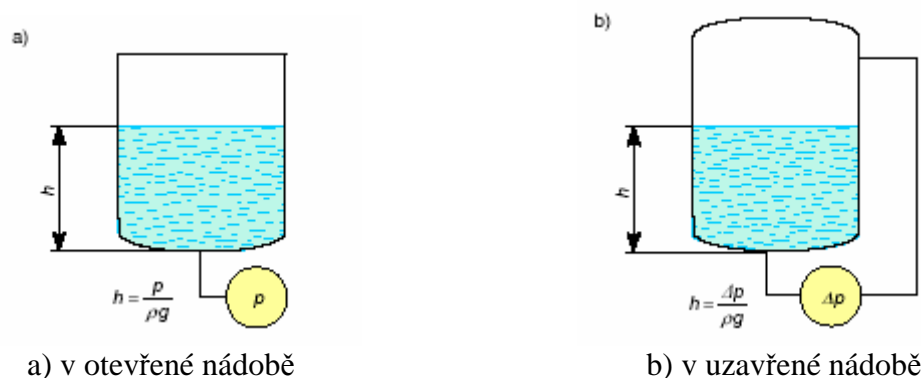 a)
h
h = p / ρg
p
a) v otevřené nádobě
b)
h
h = Δp / ρg
Δp
b) v uzavřené nádobě